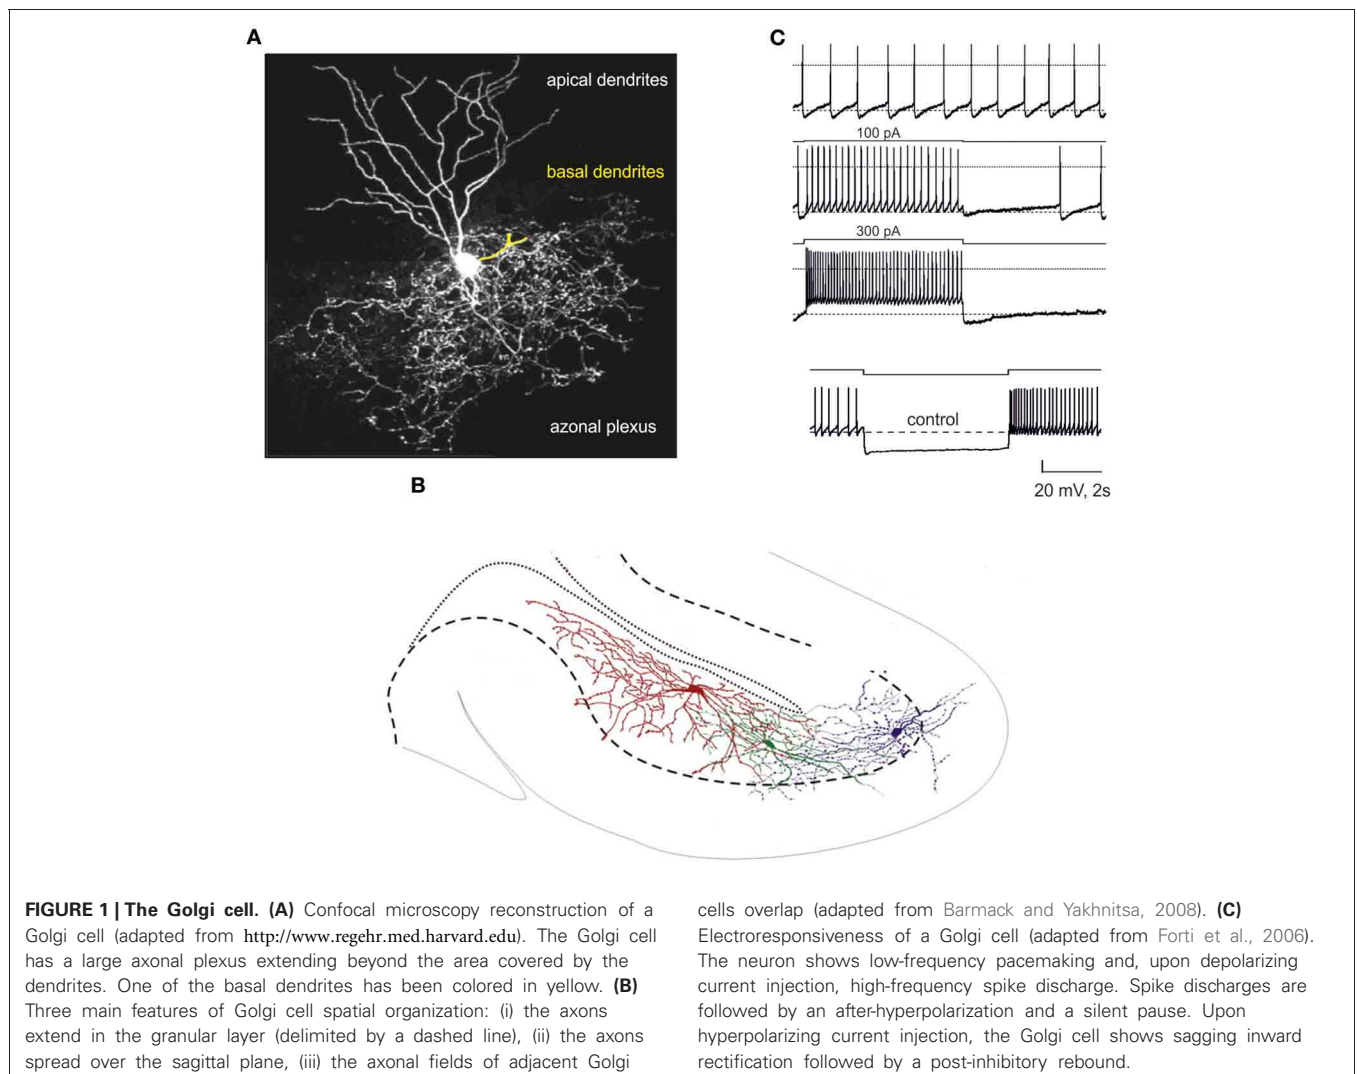 A
apical dendrites
basal dendrites
azonal plexus
C
100 pA
300 pA
control
20 mV, 2s
B
FIGURE 1 | The Golgi cell. (A) Confocal microscopy reconstruction of a
Golgi cell (adapted from http://www.regehr.med.harvard.edu). The Golgi cell
has a large axonal plexus extending beyond the area covered by the
dendrites. One of the basal dendrites has been colored in yellow. (B)
Three main features of Golgi cell spatial organization: (i) the axons
extend in the granular layer (delimited by a dashed line), (ii) the axons
spread over the sagittal plane, (iii) the axonal fields of adjacent Golgi
cells overlap (adapted from Barmack and Yakhnitsa, 2008). (C)
Electroresponsiveness of a Golgi cell (adapted from Forti et al., 2006).
The neuron shows low-frequency pacemaking and, upon depolarizing
current injection, high-frequency spike discharge. Spike discharges are
followed by an after-hyperpolarization and a silent pause. Upon
hyperpolarizing current injection, the Golgi cell shows sagging inward
rectification followed by a post-inhibitory rebound.